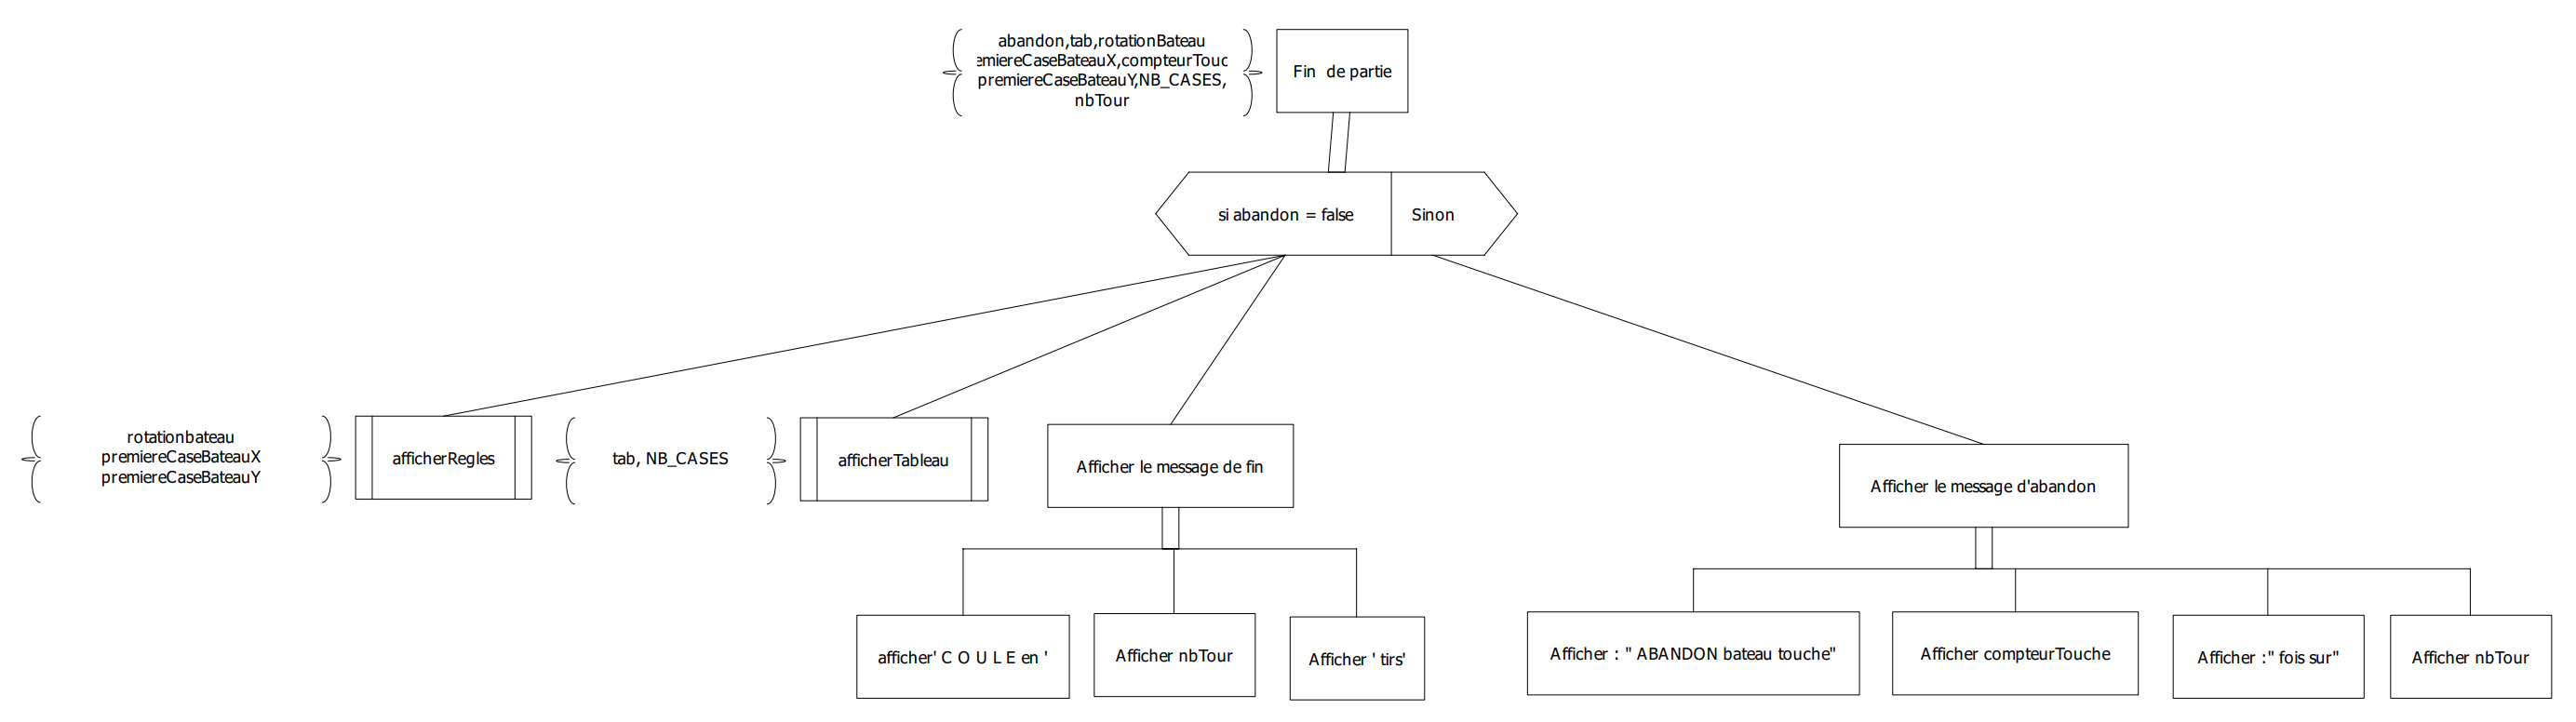 abandon,tab,rotationBateau
emiereCaseBateauX,compteurTouc
premiereCaseBateauY,NB_CASES,
nbTour
Fin de partie
si abandon = false
Sinon
rotationbateau
premiereCaseBateauX
premiereCaseBateauY
afficherRegles
tab, NB_CASES
afficherTableau
Afficher le message de fin
Afficher le message d'abandon
afficher' C O U L E en '
Afficher nbTour
Afficher ' tirs'
Afficher : " ABANDON bateau touche"
Afficher compteurTouche
Afficher :" fois sur"
Afficher nbTour